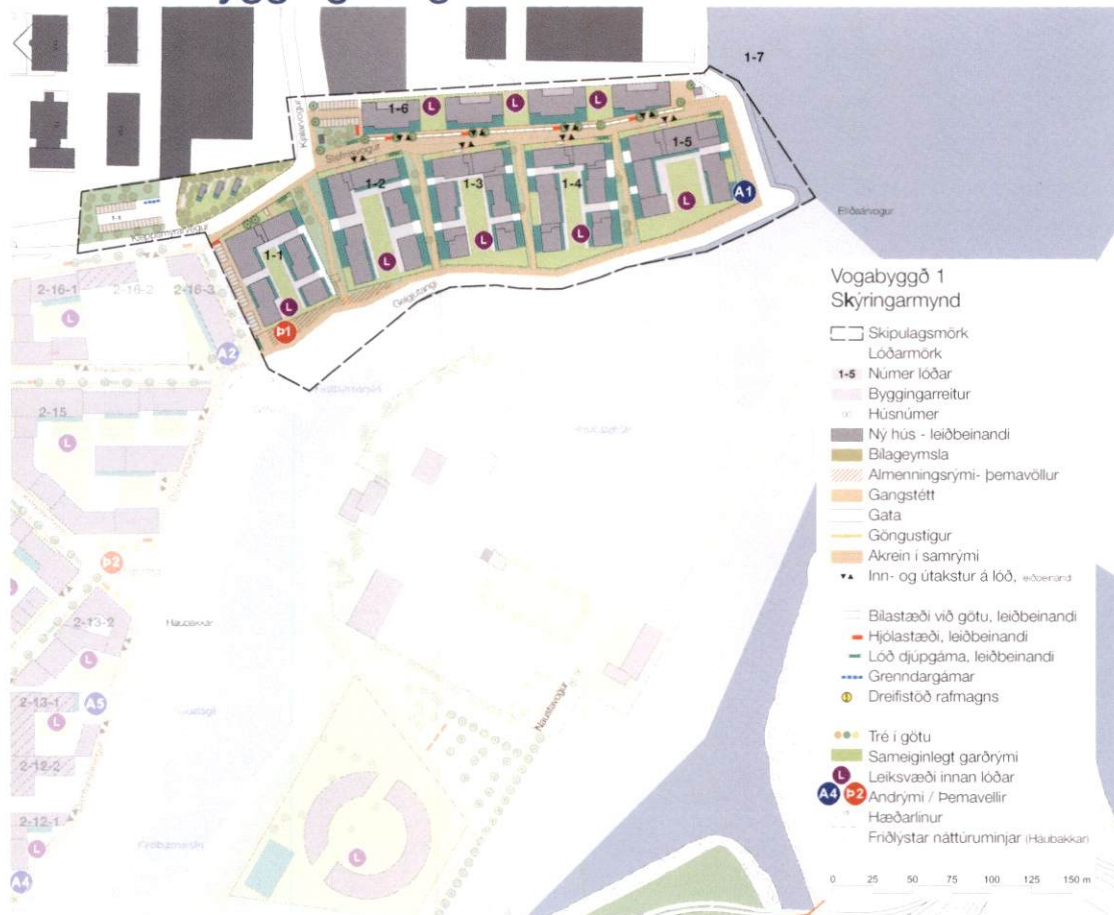 1-7
1-6
Kjalarvogur
Stefnisvogur
1-5
1-4
1-3
1-2
1-1
1-z
Kleppsmýrarvegur
Geigutangi
A1
Þ1
L
L
L
L
L
L
L
L
Elliðaárvogur
2-16-1
2-16-2
2-16-3
L
A2
2-15
L
L
Þ2
2-13-2
L
Háubakkar
2-13-1
A5
L
2-12-2
2-12-1
L
A4
Naustavogur
L
Vogabyggð 1
Skýringarmynd
Skipulagsmörk
Lóðarmörk
1-5 Númer lóðar
Byggingarreitur
Húsnúmer
Ný hús - leiðbeinandi
Bílageymsla
Almenningsrými- þemavöllur
Gangstétt
Gata
Göngustígur
Akrein í samrými
Inn- og útakstur á lóð, leiðbeinandi
Bílastæði við götu, leiðbeinandi
Hjólastæði, leiðbeinandi
Lóð djúpgáma, leiðbeinandi
Grenndargámar
Dreifistöð rafmagns
Tré í götu
Sameiginlegt garðrými
L Leiksvæði innan lóðar
A4 Þ2 Andrými / Þemavellir
Hæðarlínur
Friðlýstar náttúruminjar (Háubakkar)
0 25 50 75 100 125 150 m